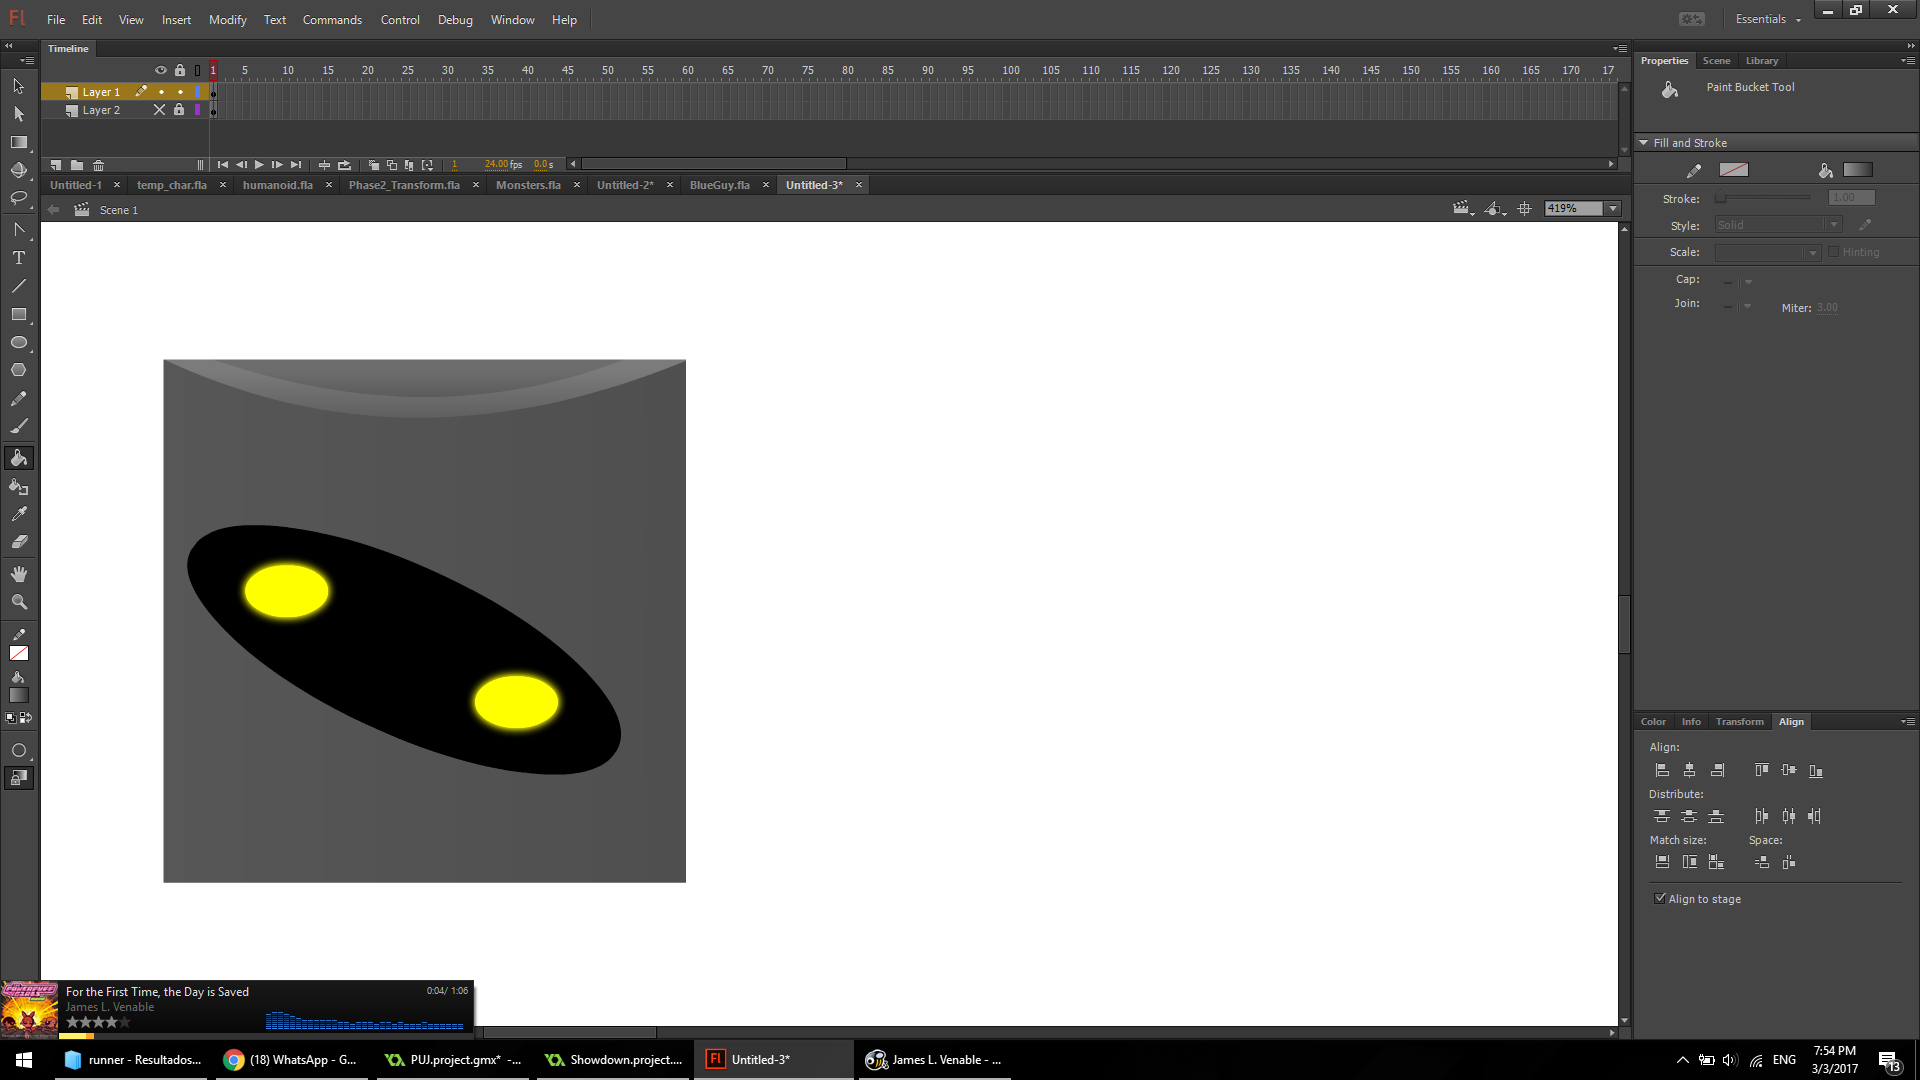 Fl File Edit View Insert Modify Text Commands Control Debug Window Help Essentials
Timeline
1 5 10 15 20 25 30 35 40 45 50 55 60 65 70 75 80 85 90 95 100 105 110 115 120 125 130 135 140 145 150 155 160 165 170 17
Layer 1
Layer 2
1 24.00 fps 0.0 s
Untitled-1 temp_char.fla humanoid.fla Phase2_Transform.fla Monsters.fla Untitled-2* BlueGuy.fla Untitled-3*
Scene 1 419%
Properties Scene Library
Paint Bucket Tool
Fill and Stroke
Stroke: 1.00
Style: Solid
Scale: Hinting
Cap:
Join: Miter: 3.00
Color Info Transform Align
Align:
Distribute:
Match size: Space:
Align to stage
For the First Time, the Day is Saved 0:04/ 1:06
James L. Venable
runner - Resultados... (18) WhatsApp - G... PUJ.project.gmx* -... Showdown.project.... Fl Untitled-3* James L. Venable - ... ENG
7:54 PM
3/3/2017
13